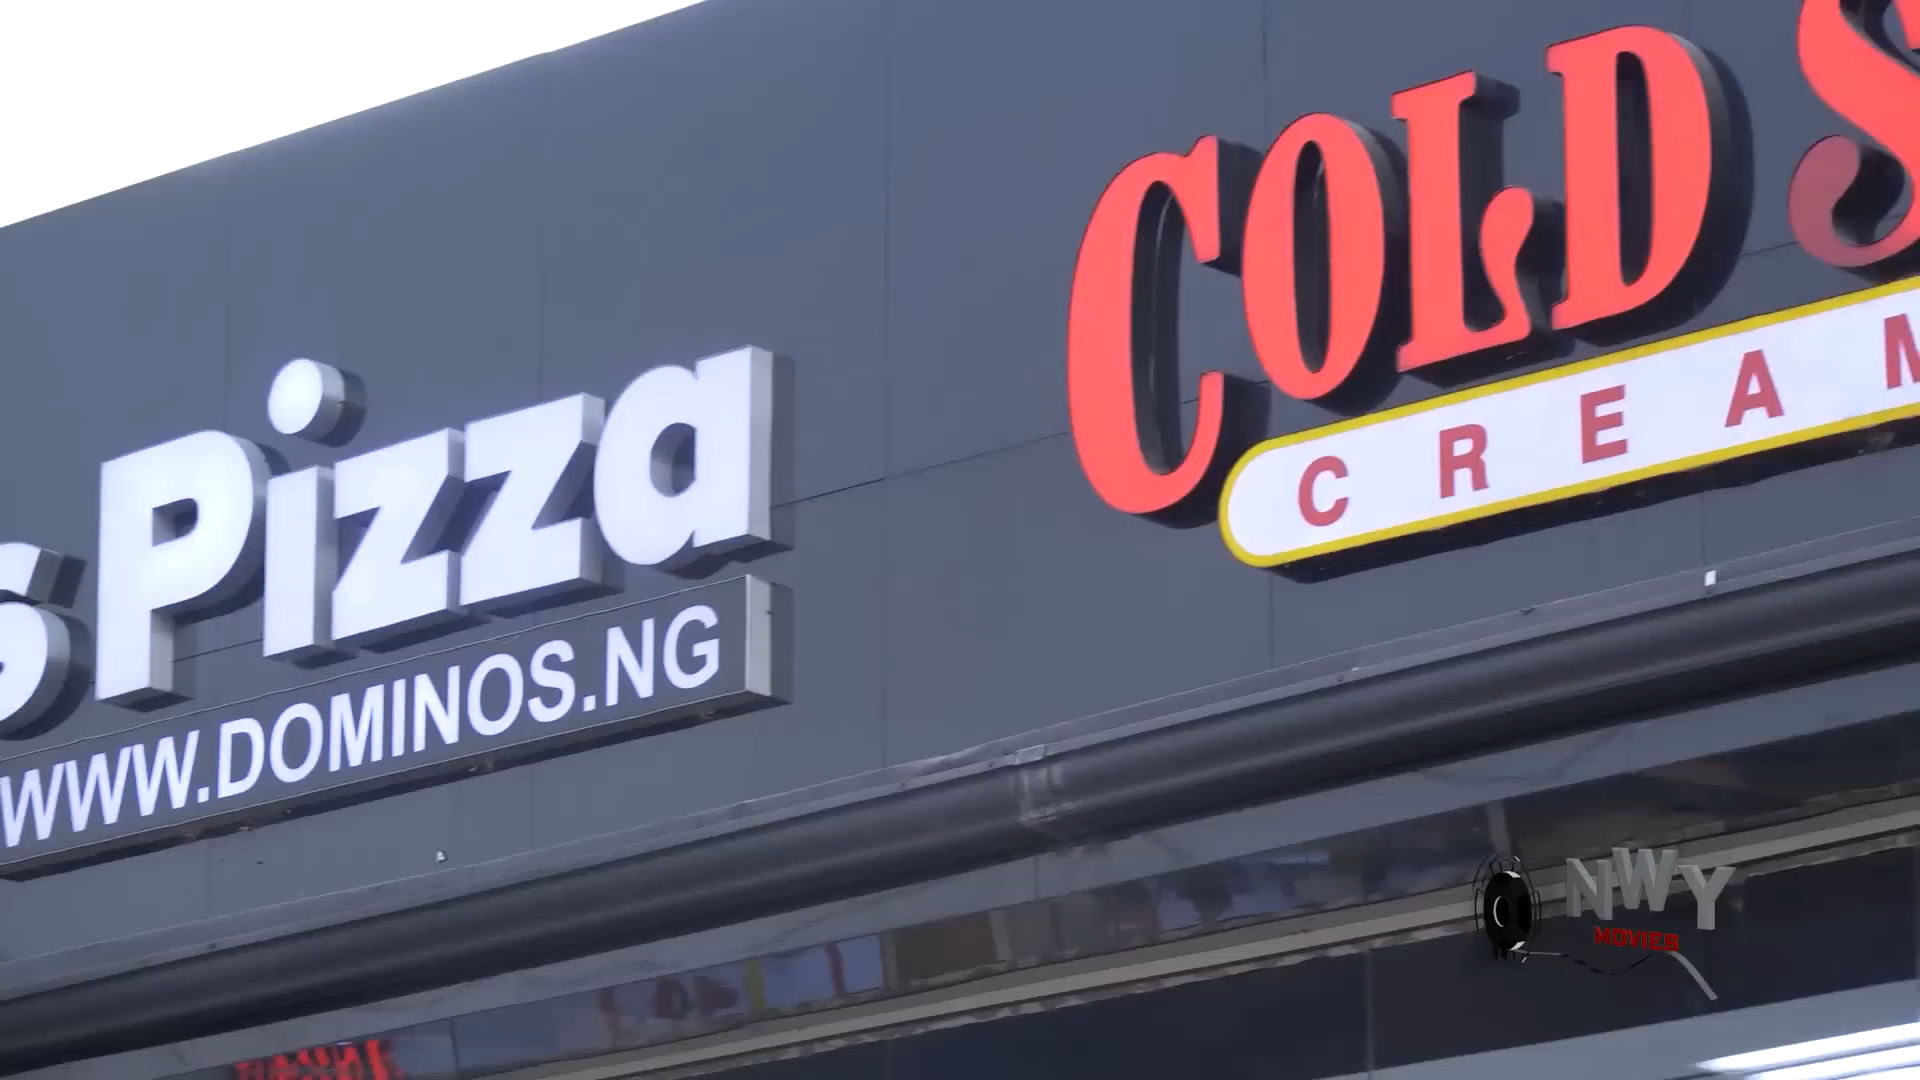 s Pizza
WWW.DOMINOS.NG
COLD S
CREAM
NWY
MOVIES